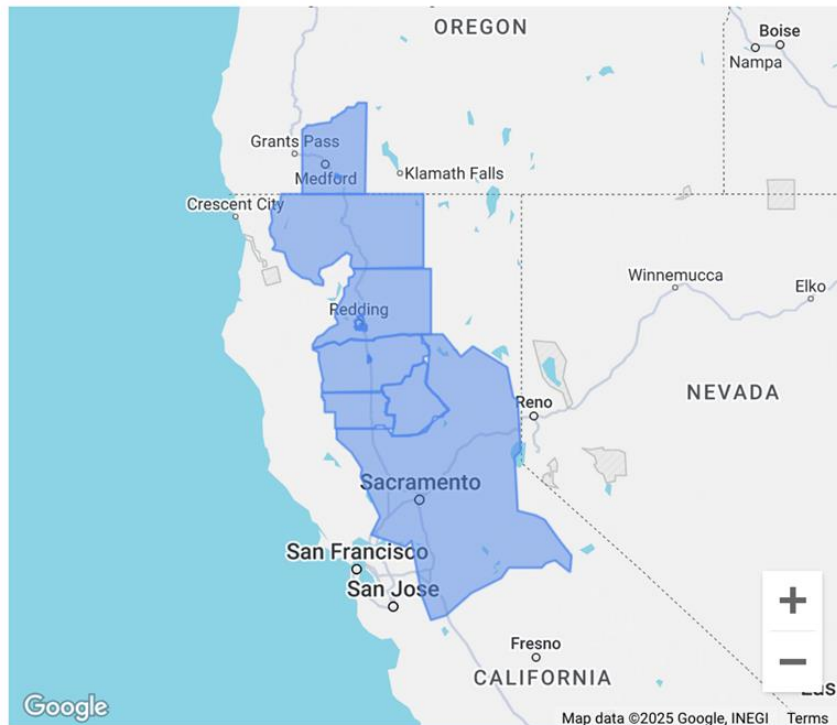 OREGON
Boise
Nampa
Grants Pass
Medford
Klamath Falls
Crescent City
Winnemucca
Elko
Redding
NEVADA
Reno
Sacramento
San Francisco
San Jose
Fresno
CALIFORNIA
+
−
Las
Google
Map data ©2025 Google, INEGI Terms